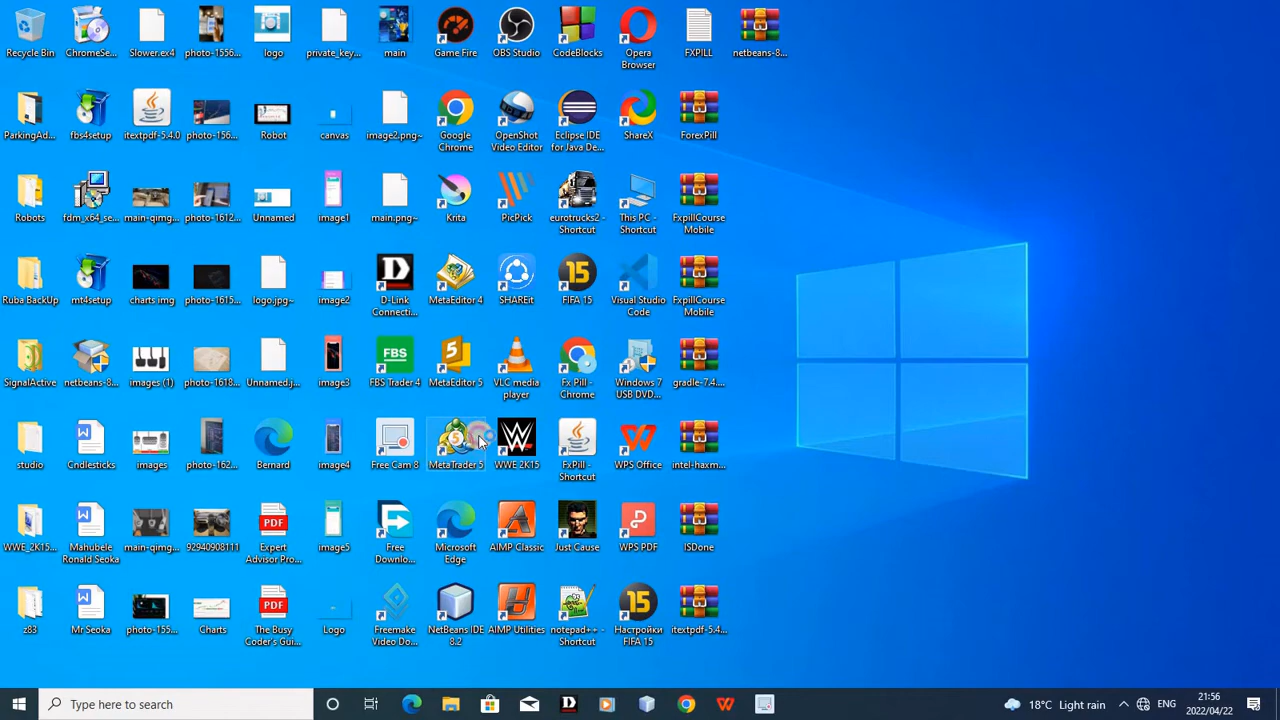 Recycle Bin
ChromeSe...
Slower.ex4
photo-1556...
logo
private_key...
main
Game Fire
OBS Studio
CodeBlocks
Opera
Browser
FXPILL
netbeans-8...
ParkingAd...
fbs4setup
itextpdf-5.4.0
photo-156...
Robot
canvas
image2.png~
Google
Chrome
OpenShot
Video Editor
Eclipse IDE
for Java De...
ShareX
ForexPill
Robots
fdm_x64_se...
main-qimg...
photo-1612...
Unnamed
image1
main.png~
Krita
PicPick
eurotrucks2 -
Shortcut
This PC -
Shortcut
FxpillCourse
Mobile
Ruba BackUp
mt4setup
charts img
photo-1615...
logo.jpg~
image2
D-Link
Connecti...
MetaEditor 4
SHAREit
FIFA 15
Visual Studio
Code
FxpillCourse
Mobile
SignalActive
netbeans-8...
images (1)
photo-1618...
Unnamed.j...
image3
FBS
FBS Trader 4
MetaEditor 5
VLC media
player
Fx Pill -
Chrome
Windows 7
USB DVD...
gradle-7.4....
studio
Cndlesticks
images
photo-162...
Bernard
image4
Free Cam 8
MetaTrader 5
WWE 2K15
FxPill -
Shortcut
WPS Office
intel-haxm...
WWE_2K15...
Mahubele
Ronald Seoka
main-qimg...
92940908111
PDF
Expert
Advisor Pro...
image5
Free
Downlo...
Microsoft
Edge
AIMP Classic
Just Cause
WPS PDF
ISDone
z83
Mr Seoka
photo-155...
Charts
PDF
The Busy
Coder's Gui...
Logo
Freemake
Video Do...
NetBeans IDE
8.2
AIMP Utilities
notepad++ -
Shortcut
15
Настройки
FIFA 15
itextpdf-5.4...
Type here to search
18°C Light rain
ENG
21:56
2022/04/22